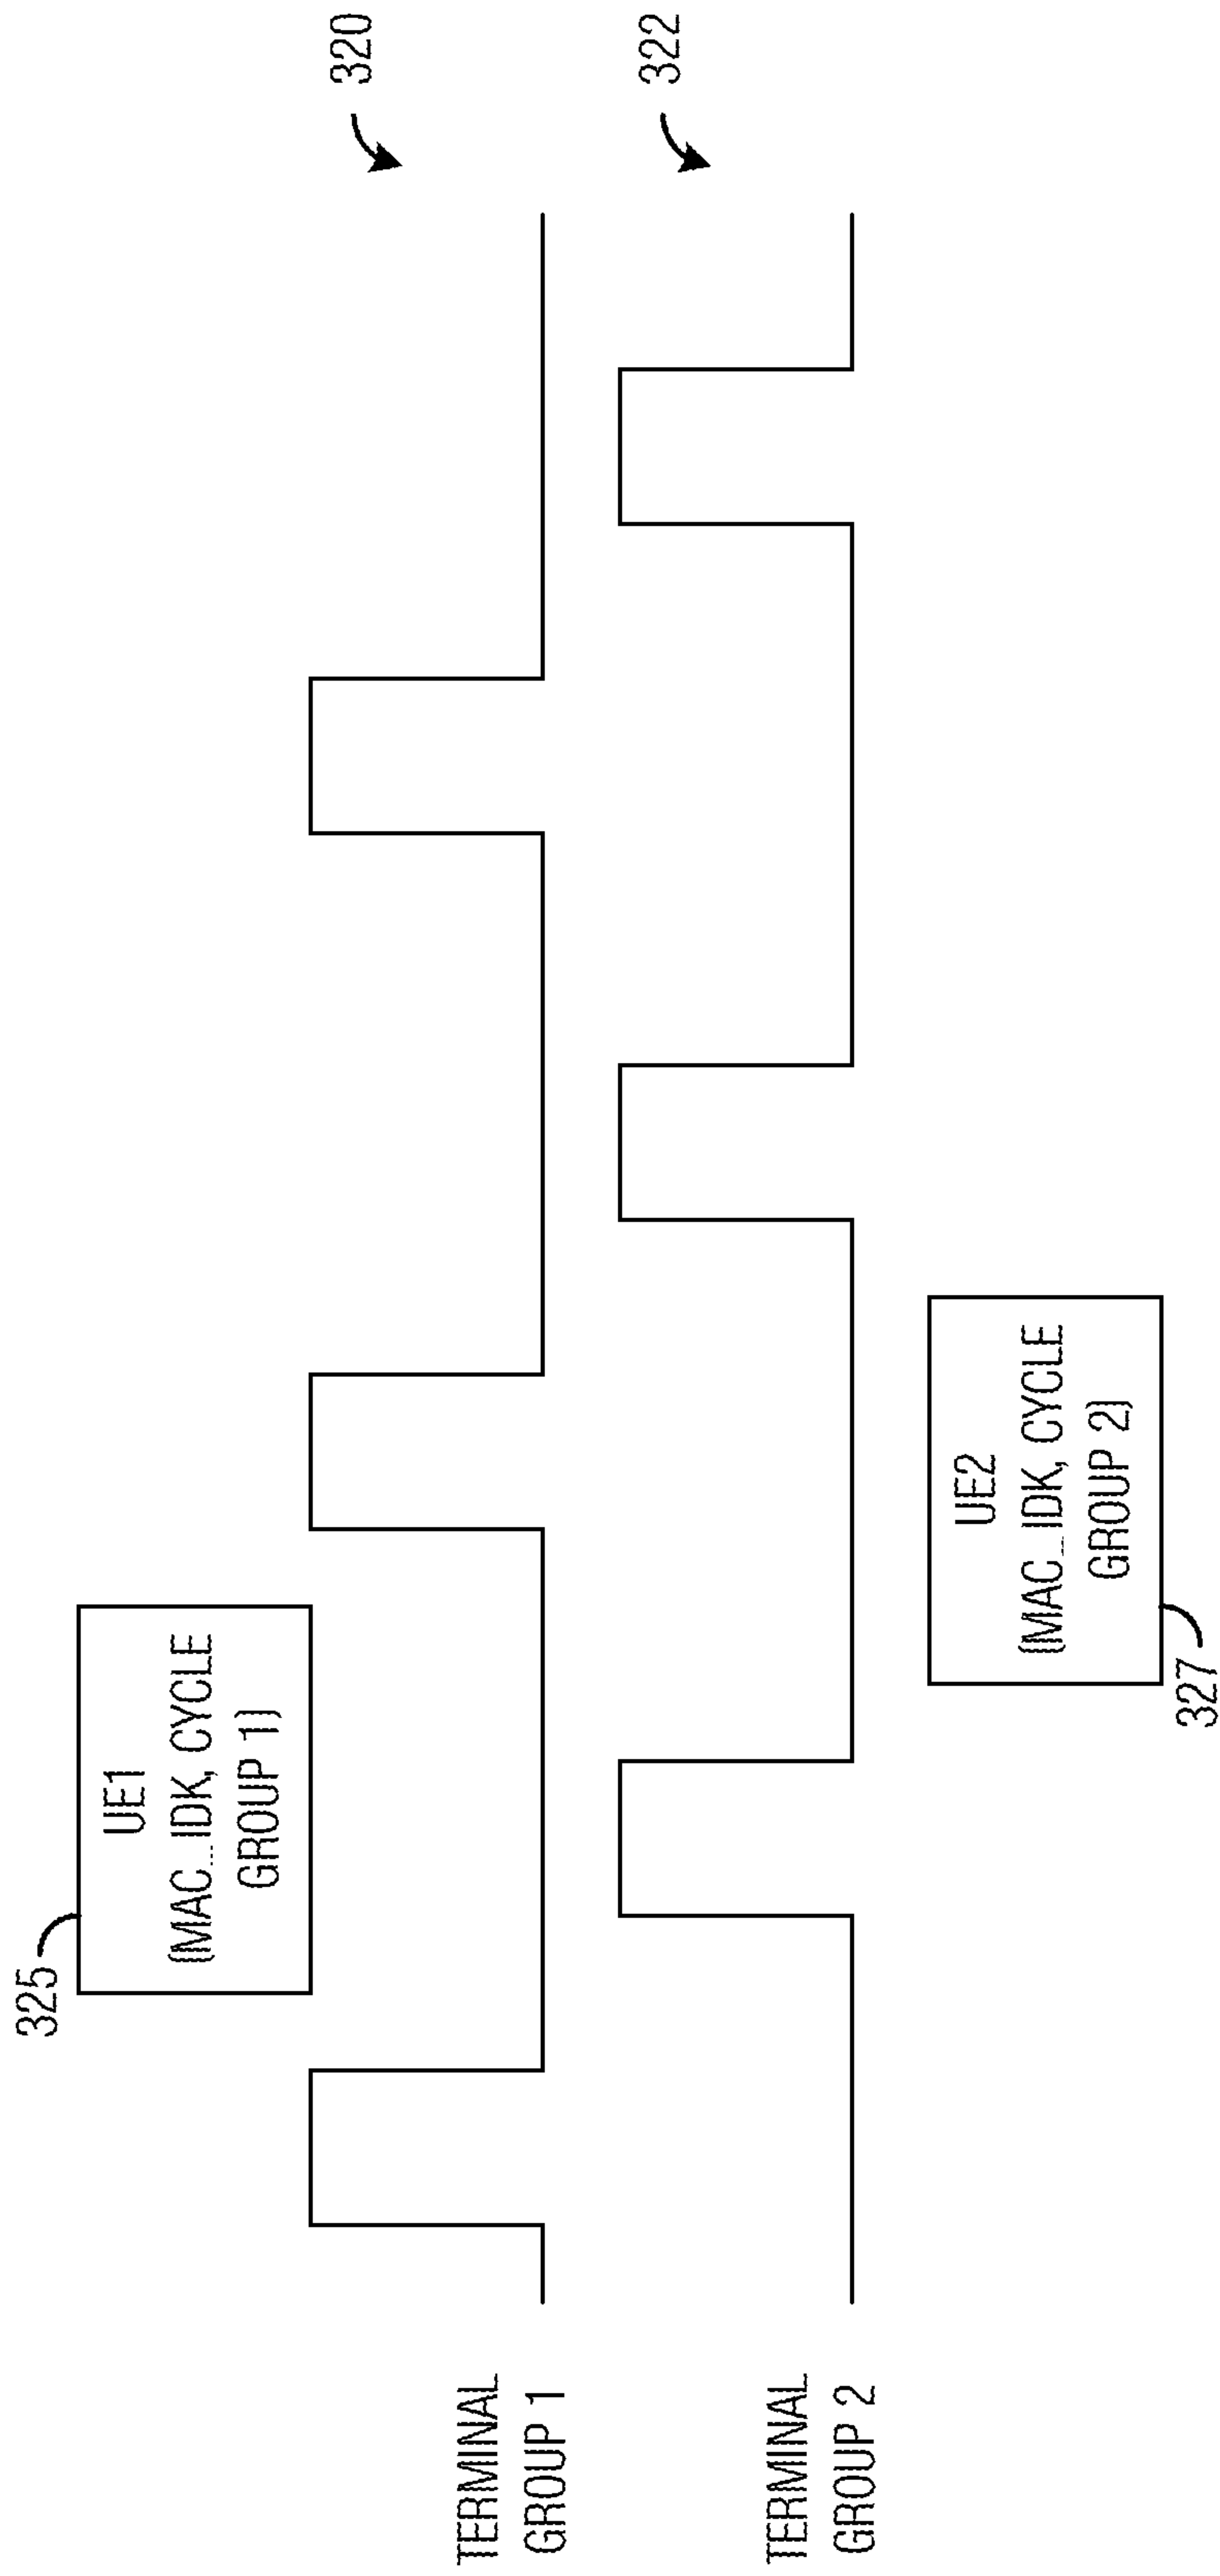 325
UE1
(MAC_IDK, CYCLE
GROUP 1)
320
TERMINAL
GROUP 1
322
TERMINAL
GROUP 2
UE2
(MAC_IDK, CYCLE
GROUP 2)
327